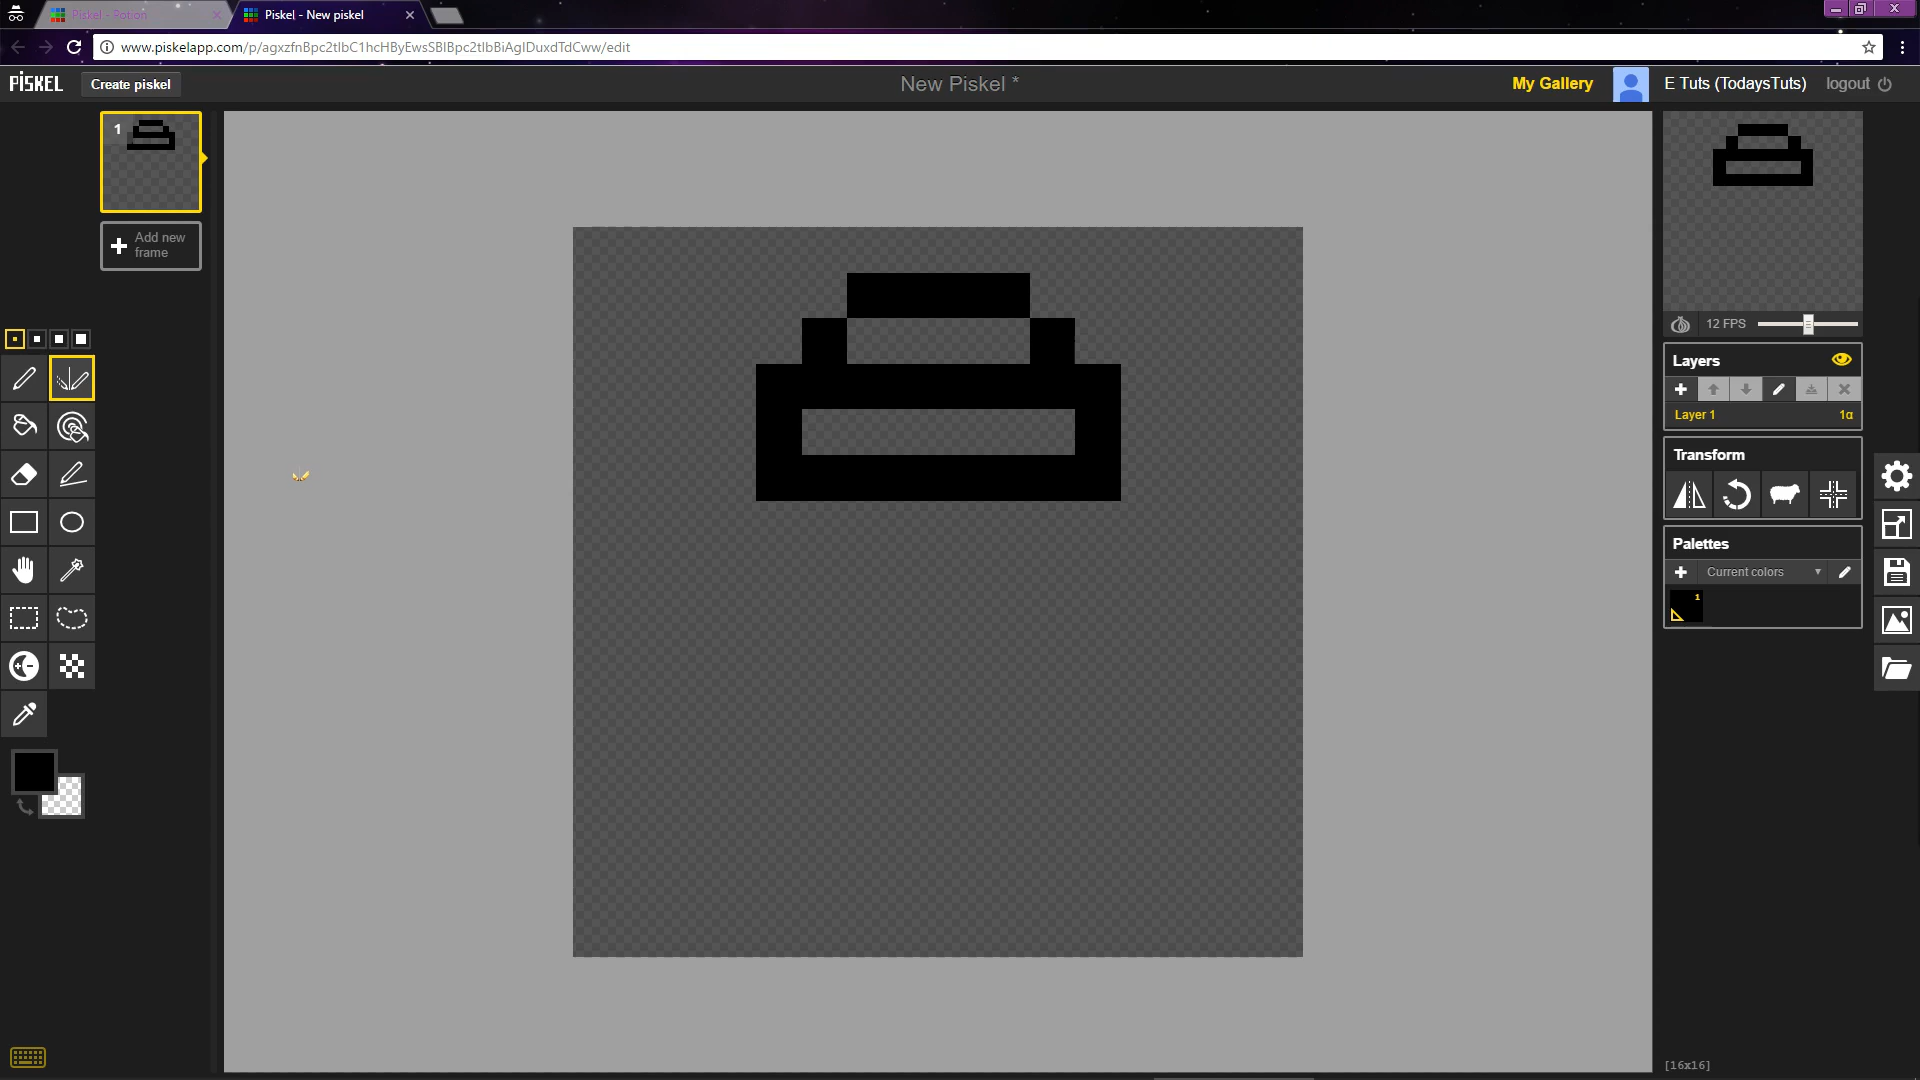 Piskel - Potion
Piskel - New piskel
www.piskelapp.com/p/agxzfnBpc2tlbC1hcHByEwsSBlBpc2tlbBiAgIDuxdTdCww/edit
PiSKEL
Create piskel
New Piskel *
My Gallery
E Tuts (TodaysTuts)
logout
1
Add new
frame
12 FPS
Layers
Layer 1
1α
Transform
Palettes
Current colors
1
[16x16]